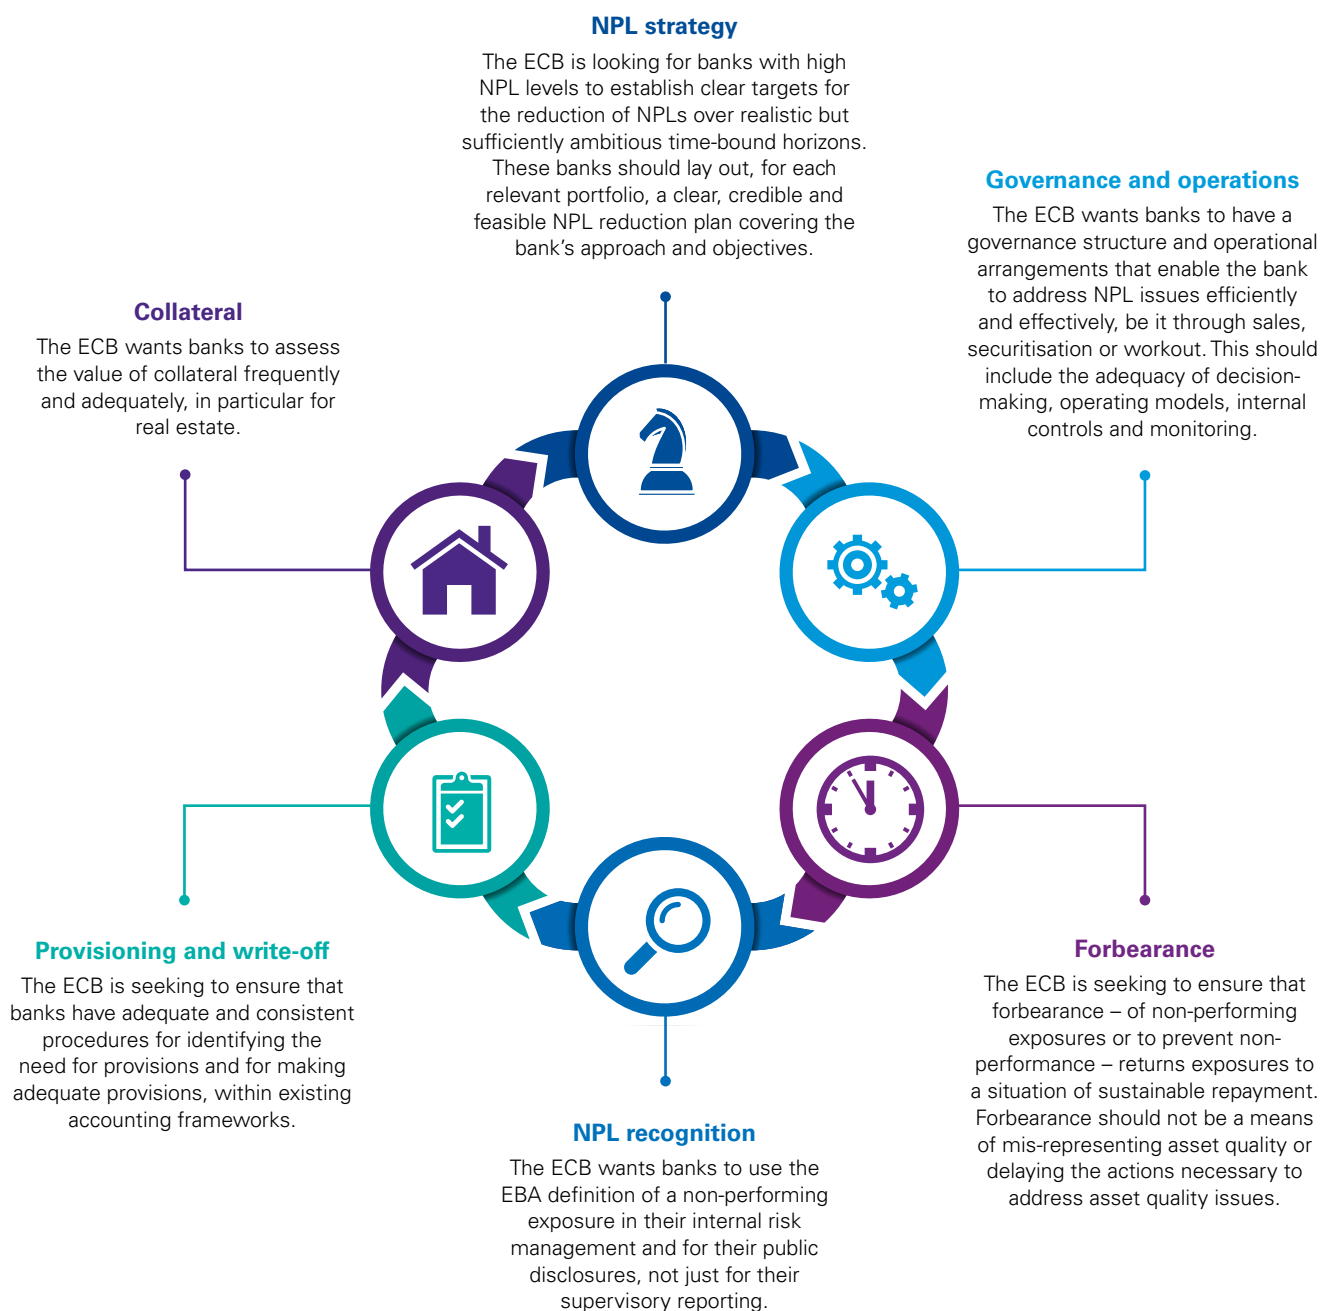 NPL strategy
The ECB is looking for banks with high
NPL levels to establish clear targets for
the reduction of NPLs over realistic but
sufficiently ambitious time-bound horizons.
These banks should lay out, for each
relevant portfolio, a clear, credible and
feasible NPL reduction plan covering the
bank’s approach and objectives.
Governance and operations
The ECB wants banks to have a
governance structure and operational
arrangements that enable the bank
to address NPL issues efficiently
and effectively, be it through sales,
securitisation or workout. This should
include the adequacy of decision-
making, operating models, internal
controls and monitoring.
Collateral
The ECB wants banks to assess
the value of collateral frequently
and adequately, in particular for
real estate.
Provisioning and write-off
The ECB is seeking to ensure that
banks have adequate and consistent
procedures for identifying the
need for provisions and for making
adequate provisions, within existing
accounting frameworks.
Forbearance
The ECB is seeking to ensure that
forbearance – of non-performing
exposures or to prevent non-
performance – returns exposures to
a situation of sustainable repayment.
Forbearance should not be a means
of mis-representing asset quality or
delaying the actions necessary to
address asset quality issues.
NPL recognition
The ECB wants banks to use the
EBA definition of a non-performing
exposure in their internal risk
management and for their public
disclosures, not just for their
supervisory reporting.